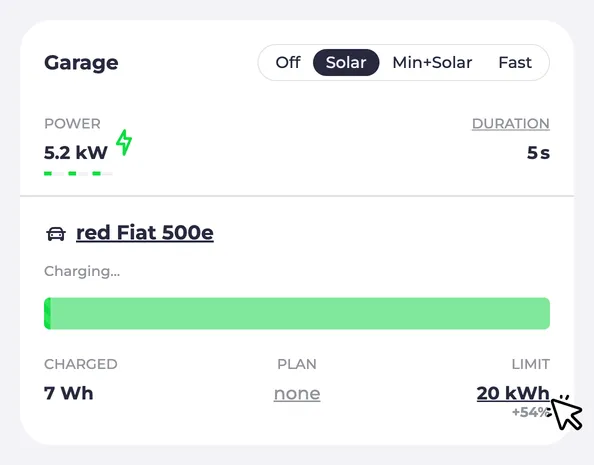 Garage
Off Solar Min+Solar Fast
POWER DURATION
5.2 kW 5 s
red Fiat 500e
Charging...
CHARGED PLAN LIMIT
7 Wh none 20 kWh
+54%